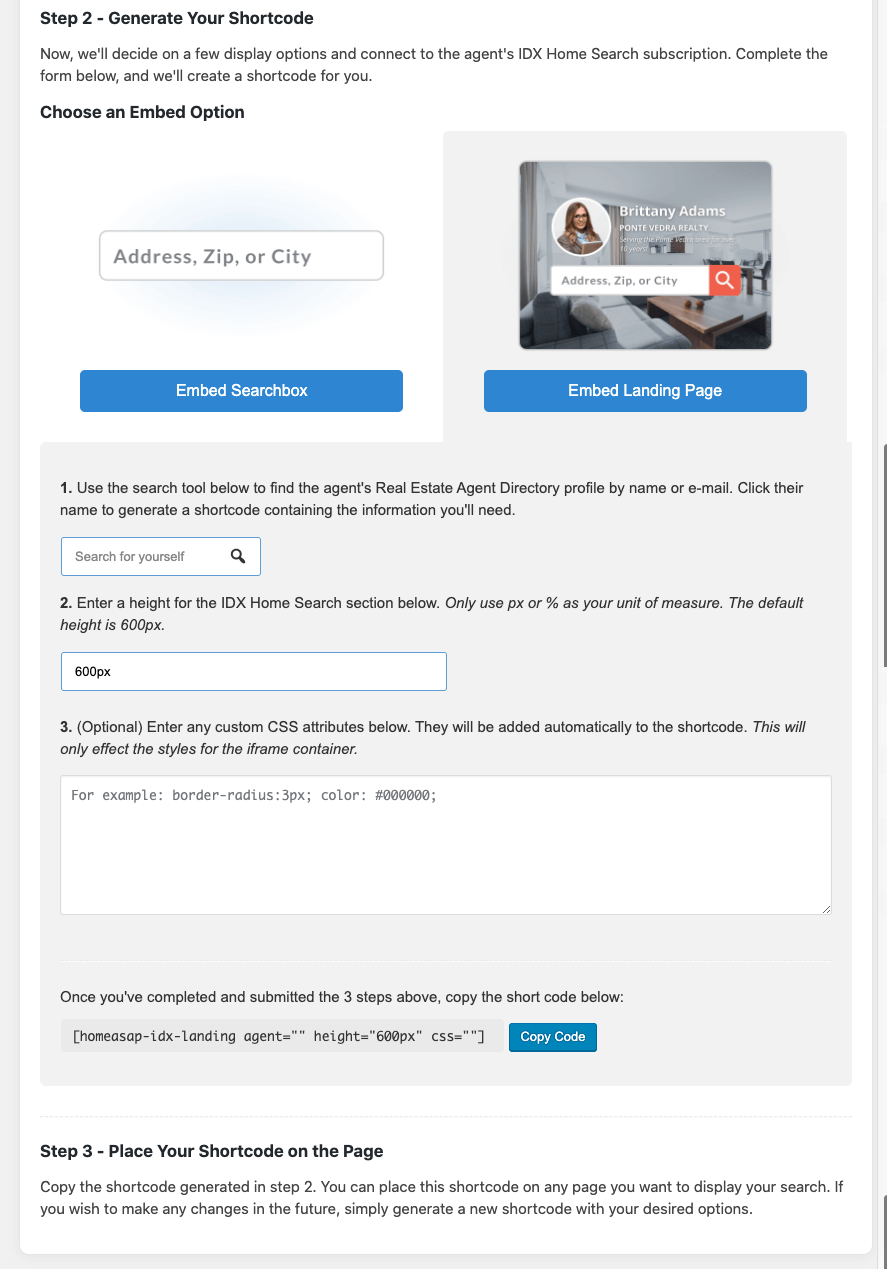 Step 2 - Generate Your Shortcode
Now, we'll decide on a few display options and connect to the agent's IDX Home Search subscription. Complete the
form below, and we'll create a shortcode for you.
Choose an Embed Option
Address, Zip, or City
Brittany Adams
PONTE VEDRA REALTY
Serving the Ponte Vedra area for over
10 years!
Address, Zip, or City
Embed Searchbox
Embed Landing Page
1. Use the search tool below to find the agent's Real Estate Agent Directory profile by name or e-mail. Click their
name to generate a shortcode containing the information you'll need.
Search for yourself
2. Enter a height for the IDX Home Search section below. Only use px or % as your unit of measure. The default
height is 600px.
600px
3. (Optional) Enter any custom CSS attributes below. They will be added automatically to the shortcode. This will
only effect the styles for the iframe container.
For example: border-radius:3px; color: #000000;
Once you've completed and submitted the 3 steps above, copy the short code below:
[homeasap-idx-landing agent="" height="600px" css=""]
Copy Code
Step 3 - Place Your Shortcode on the Page
Copy the shortcode generated in step 2. You can place this shortcode on any page you want to display your search. If
you wish to make any changes in the future, simply generate a new shortcode with your desired options.